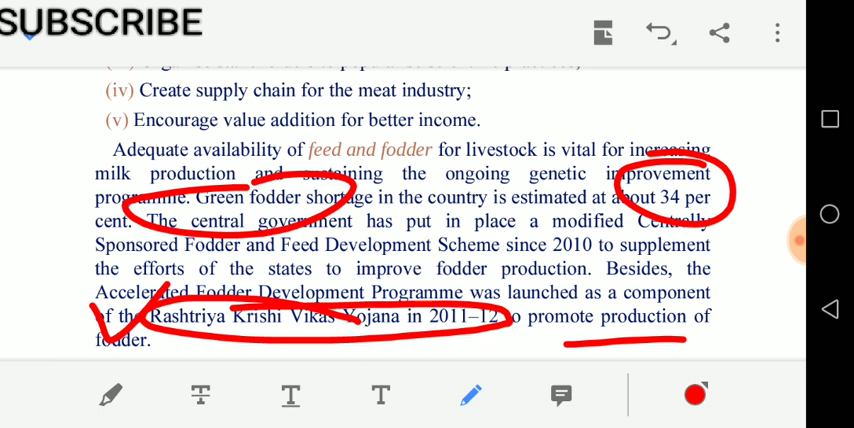 SUBSCRIBE
(iv) Create supply chain for the meat industry;
(v) Encourage value addition for better income.
Adequate availability of feed and fodder for livestock is vital for increasing
milk production and sustaining the ongoing genetic improvement
programme. Green fodder shortage in the country is estimated at about 34 per
cent. The central government has put in place a modified Centrally
Sponsored Fodder and Feed Development Scheme since 2010 to supplement
the efforts of the states to improve fodder production. Besides, the
Accelerated Fodder Development Programme was launched as a component
of the Rashtriya Krishi Vikas Yojana in 2011–12 to promote production of
fodder.